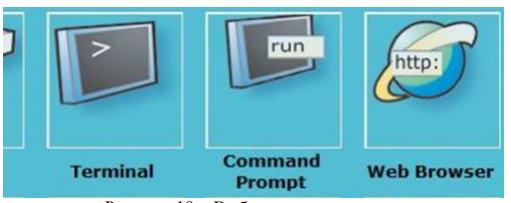 >
run
http:
Terminal
Command
Prompt
Web Browser